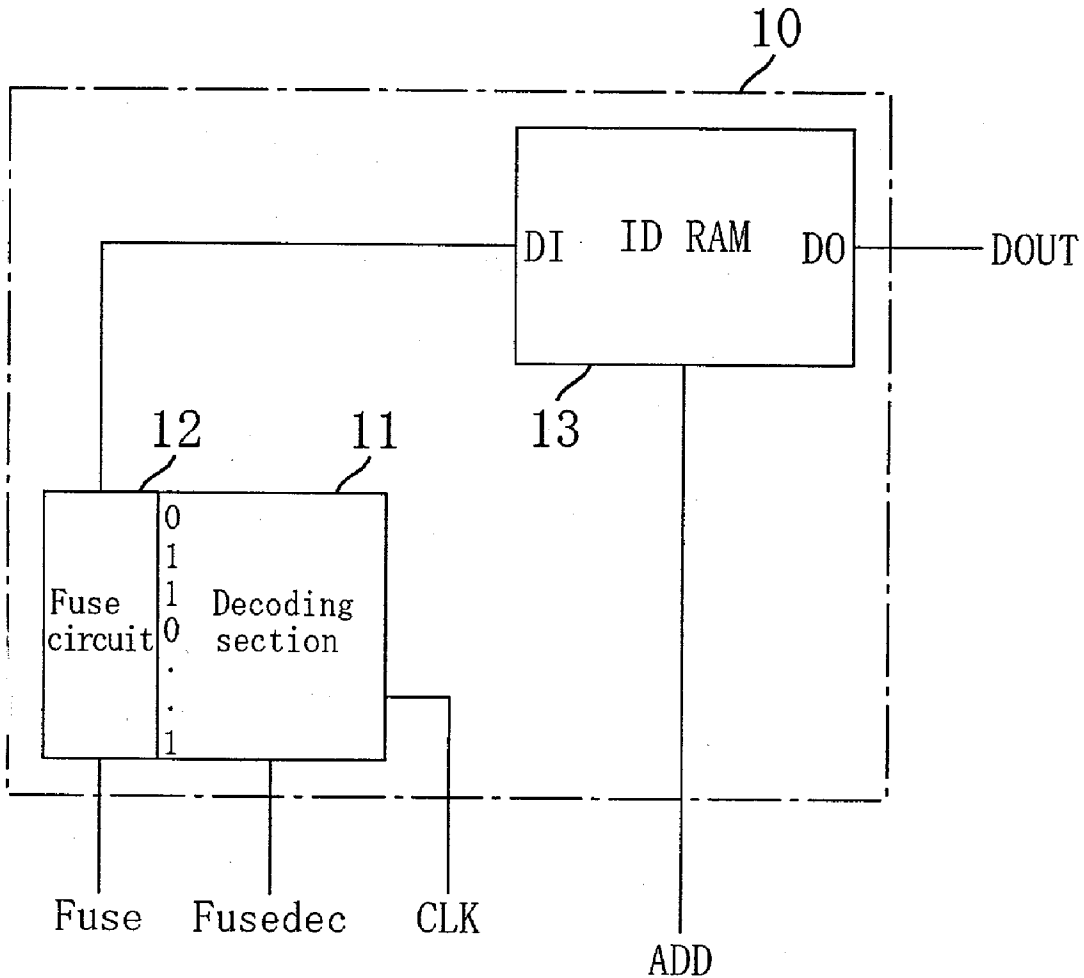 10
DI
ID RAM
DO
DOUT
13
12
11
0
1
1
0
.
.
1
Fuse
circuit
Decoding
section
Fuse
Fusedec
CLK
ADD